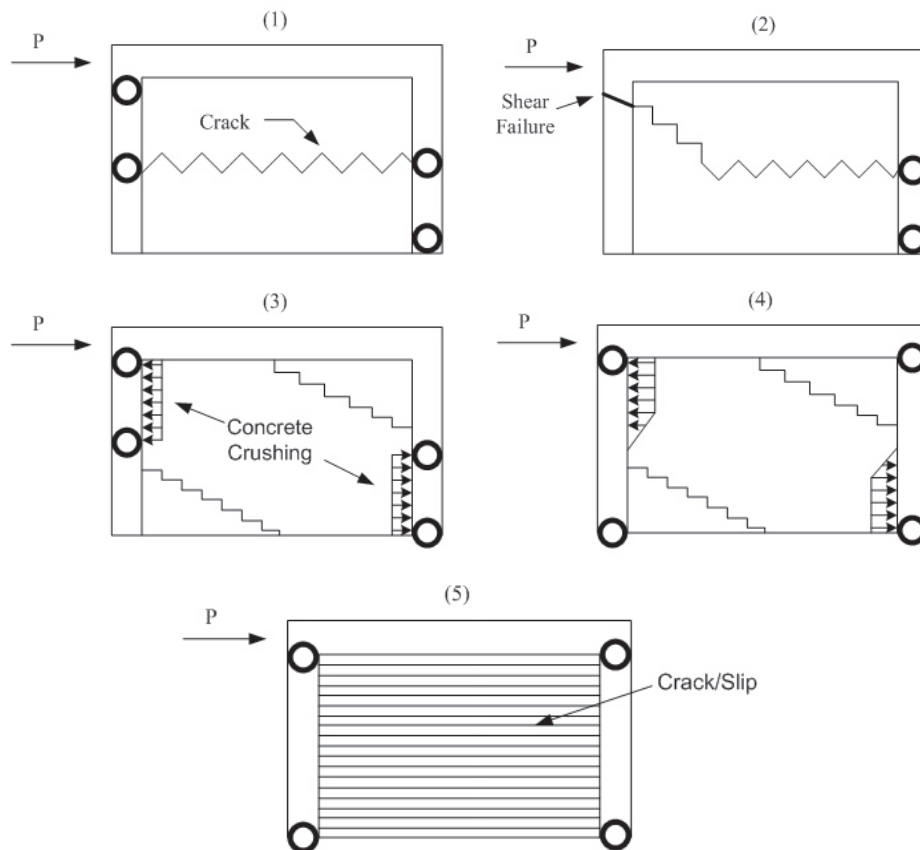 (1)
P
Crack
(2)
P
Shear
Failure
(3)
P
Concrete
Crushing
(4)
P
(5)
P
Crack/Slip